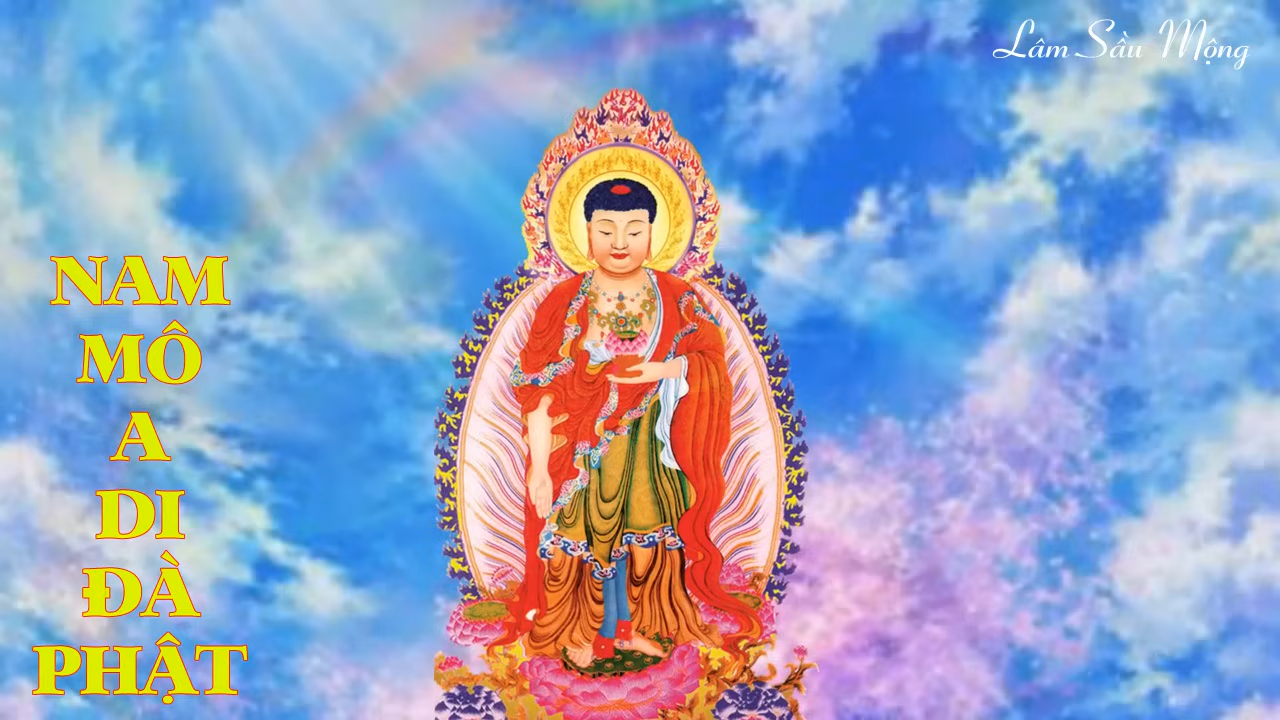 Lâm Sầu Mộng
NAM
MÔ
A
DI
ĐÀ
PHẬT